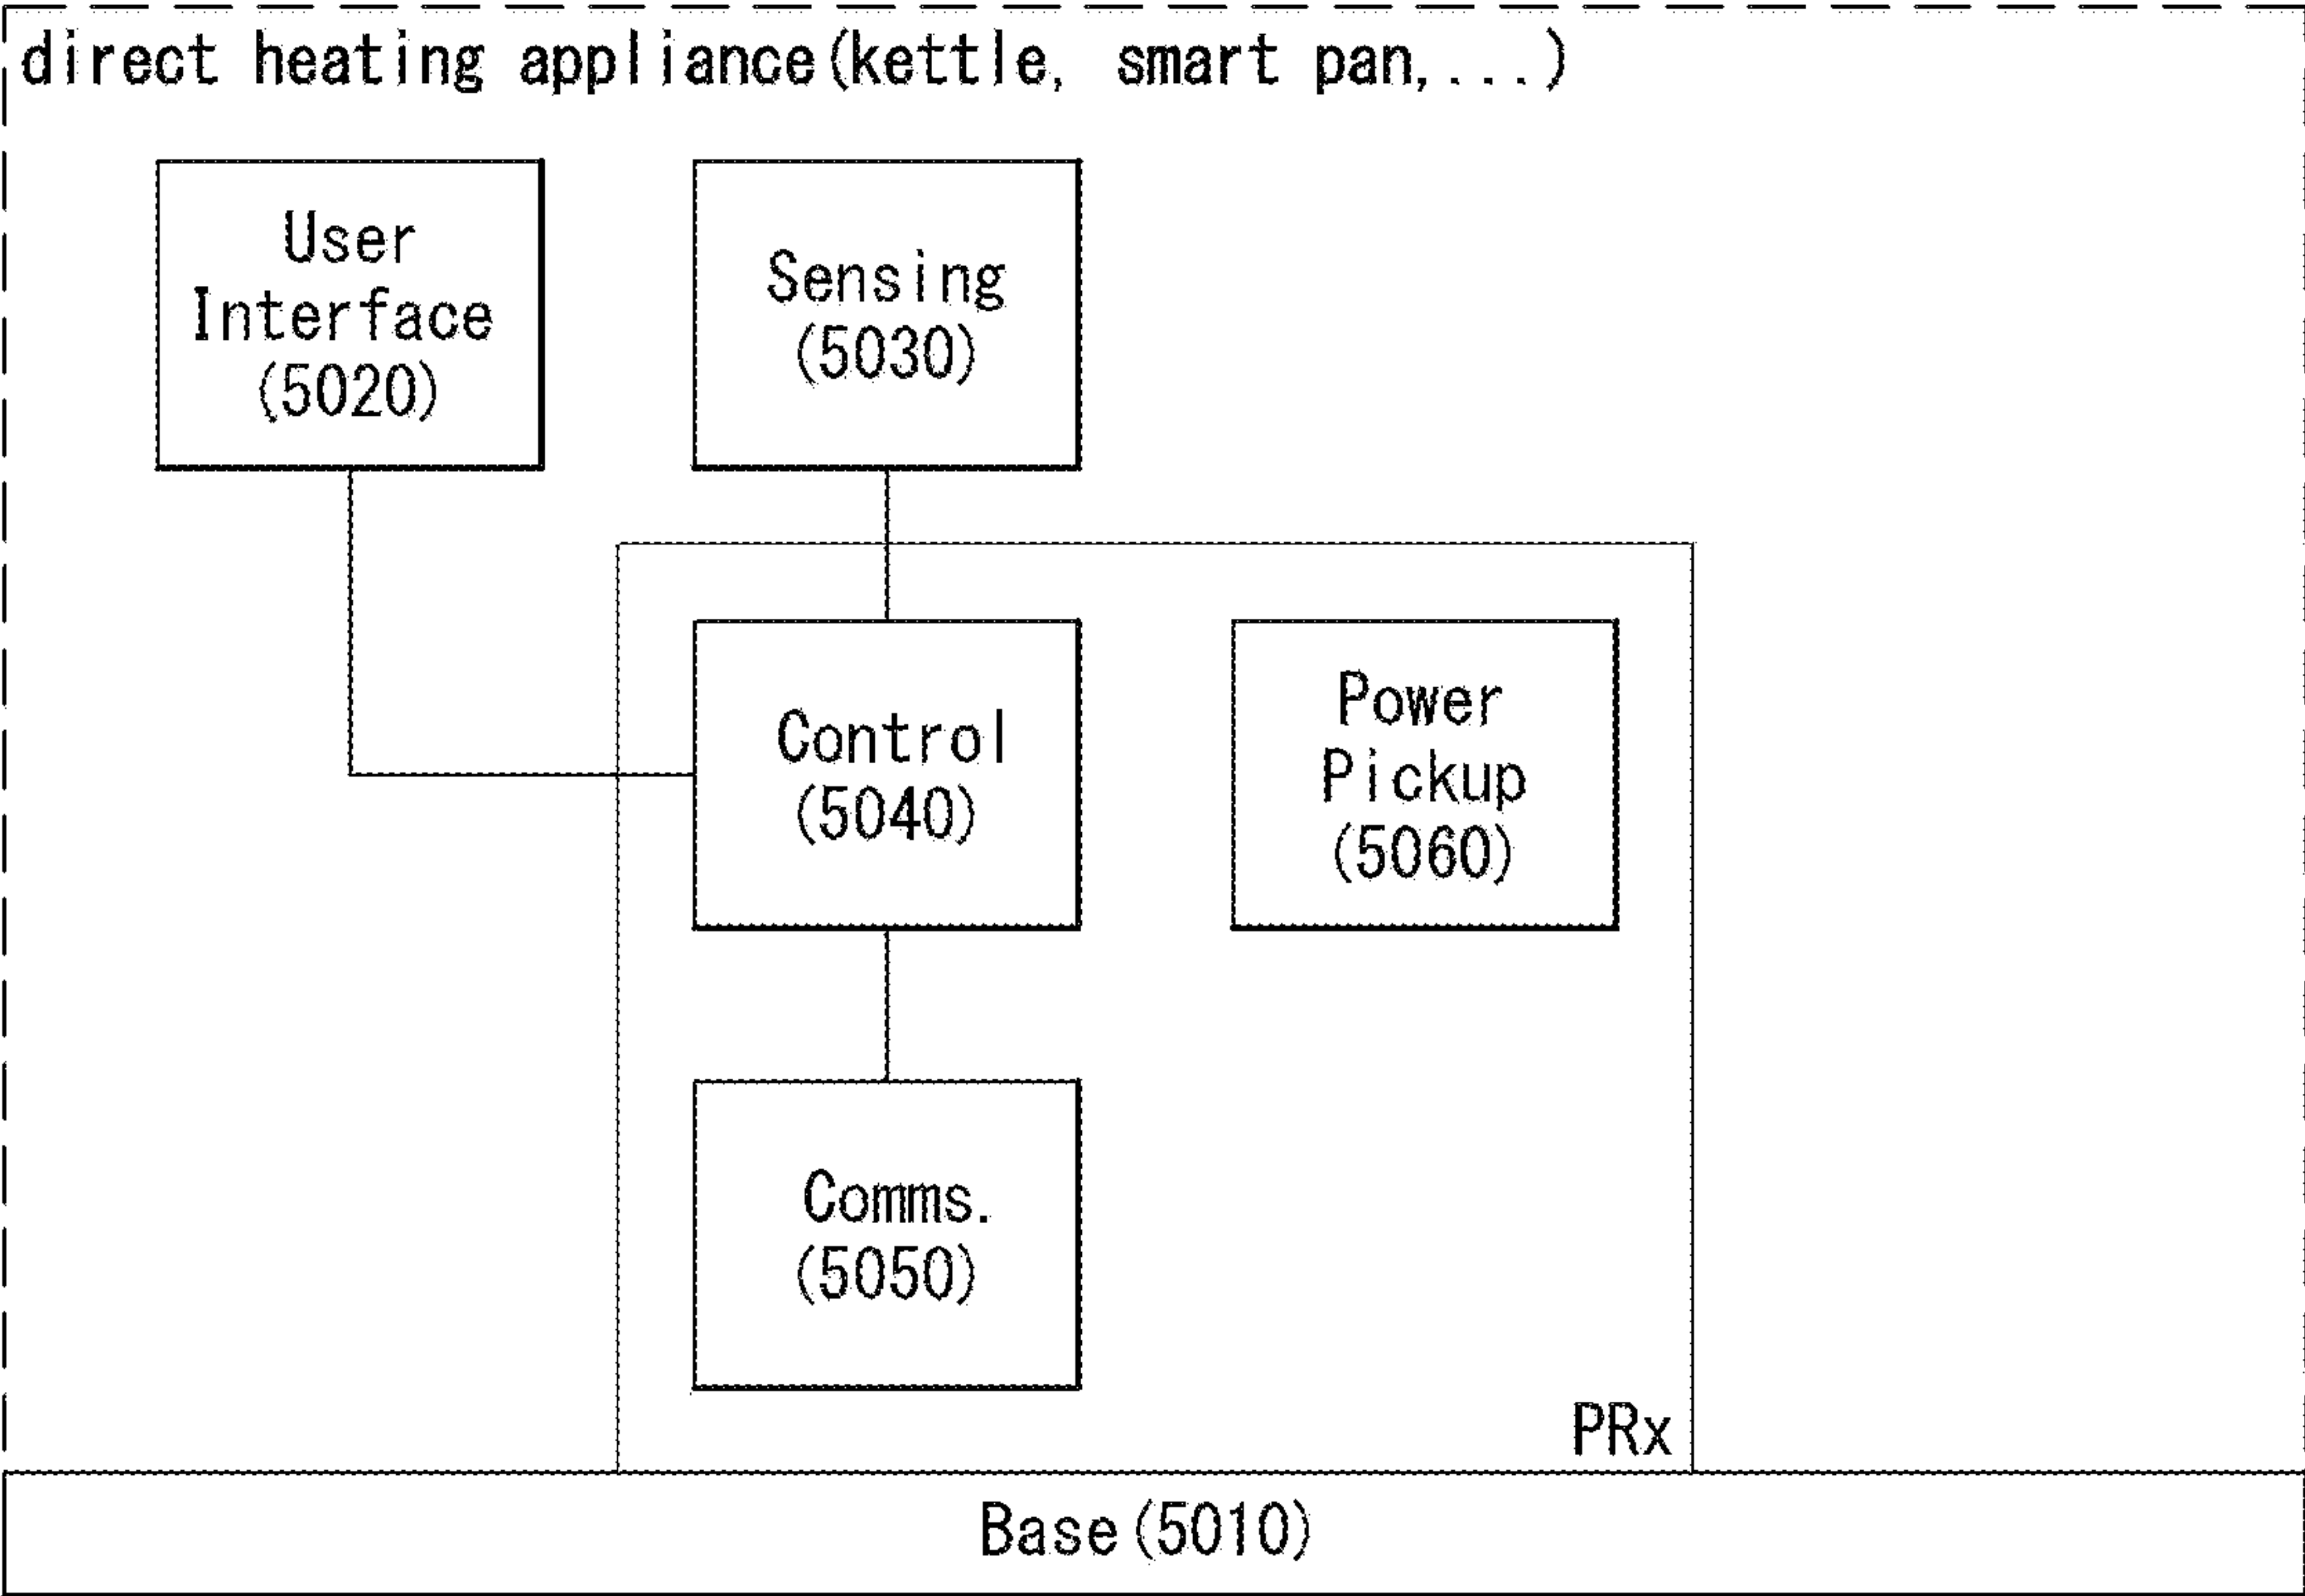 direct heating appliance(kettle, smart pan,...)
User
Interface
(5020)
Sensing
(5030)
Control
(5040)
Power
Pickup
(5060)
Comms.
(5050)
PRx
Base(5010)